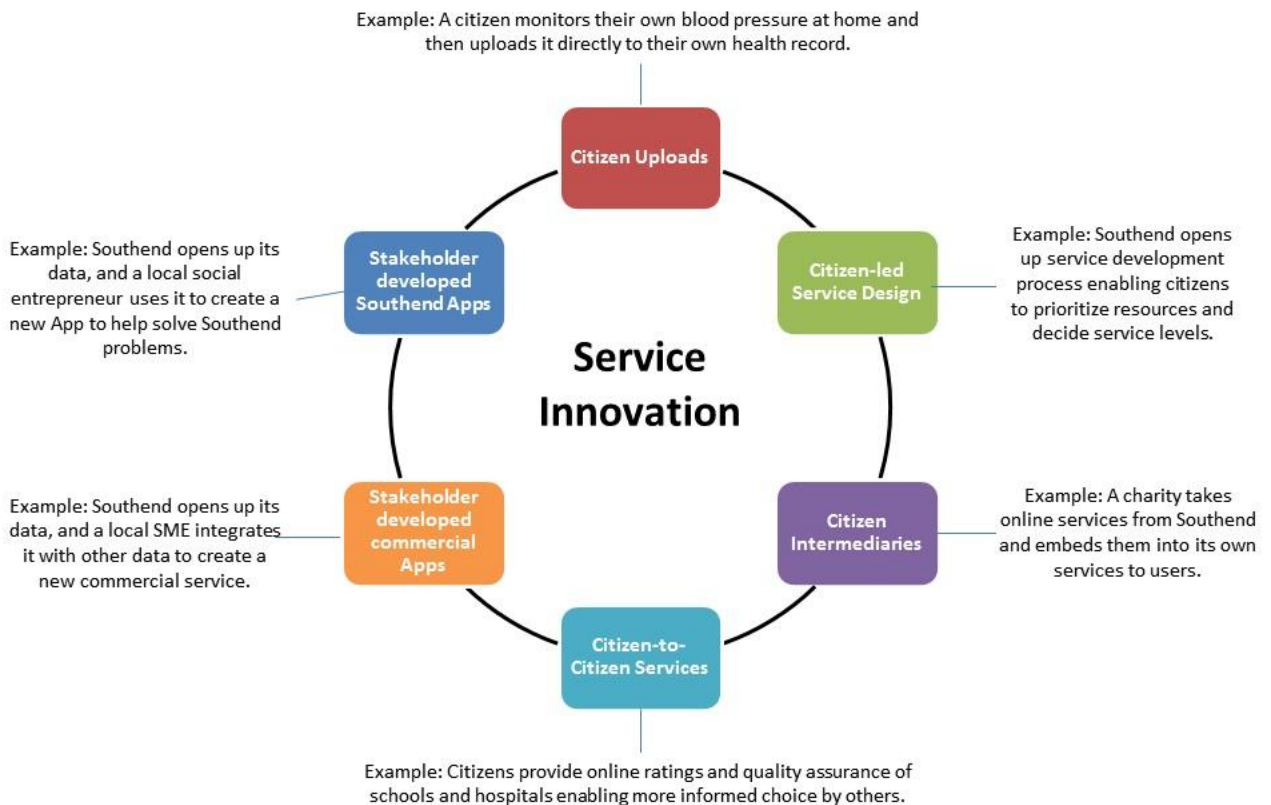 Example: A citizen monitors their own blood pressure at home and
then uploads it directly to their own health record.
Citizen Uploads
Example: Southend opens up its
data, and a local social
entrepreneur uses it to create a
new App to help solve Southend
problems.
Stakeholder
developed
Southend Apps
Citizen-led
Service Design
Example: Southend opens
up service development
process enabling citizens
to prioritize resources and
decide service levels.
Service
Innovation
Example: Southend opens up its
data, and a local SME integrates
it with other data to create a
new commercial service.
Stakeholder
developed
commercial
Apps
Citizen
Intermediaries
Example: A charity takes
online services from Southend
and embeds them into its own
services to users.
Citizen-to-
Citizen Services
Example: Citizens provide online ratings and quality assurance of
schools and hospitals enabling more informed choice by others.